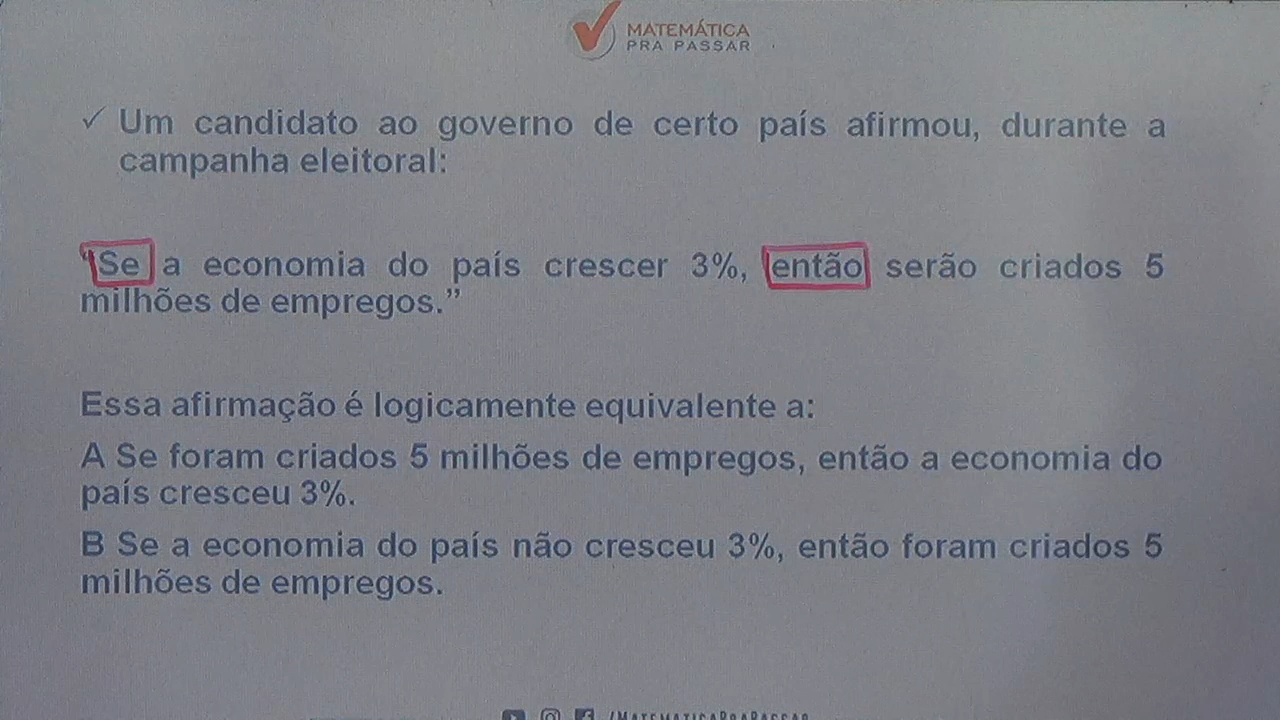 MATEMÁTICA
PRA PASSAR
✓ Um candidato ao governo de certo país afirmou, durante a
campanha eleitoral:
“Se a economia do país crescer 3%, então serão criados 5
milhões de empregos.”
Essa afirmação é logicamente equivalente a:
A Se foram criados 5 milhões de empregos, então a economia do
país cresceu 3%.
B Se a economia do país não cresceu 3%, então foram criados 5
milhões de empregos.
/MATEMATICAPRAPASSAR